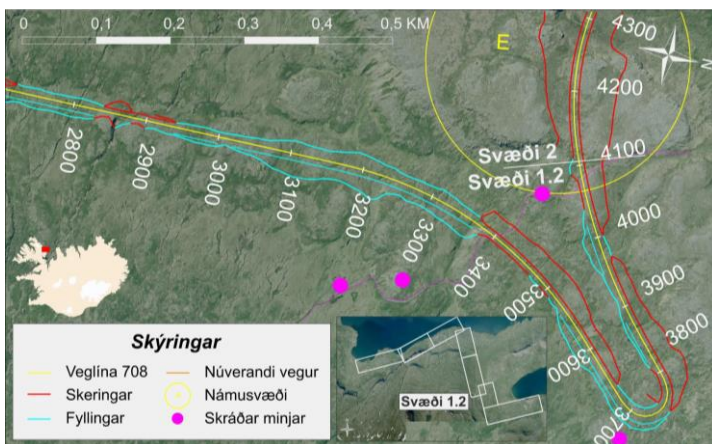 0 0,1 0,2 0,4 0,5 KM
E
N
4300
4200
4100
Svæði 2
Svæði 1.2
4000
3900
3800
3700
3600
3500
3400
3300
3200
3100
3000
2900
2800
Skýringar
Veglína 708
Skeringar
Fyllingar
Núverandi vegur
Námusvæði
Skráðar minjar
Svæði 1.2